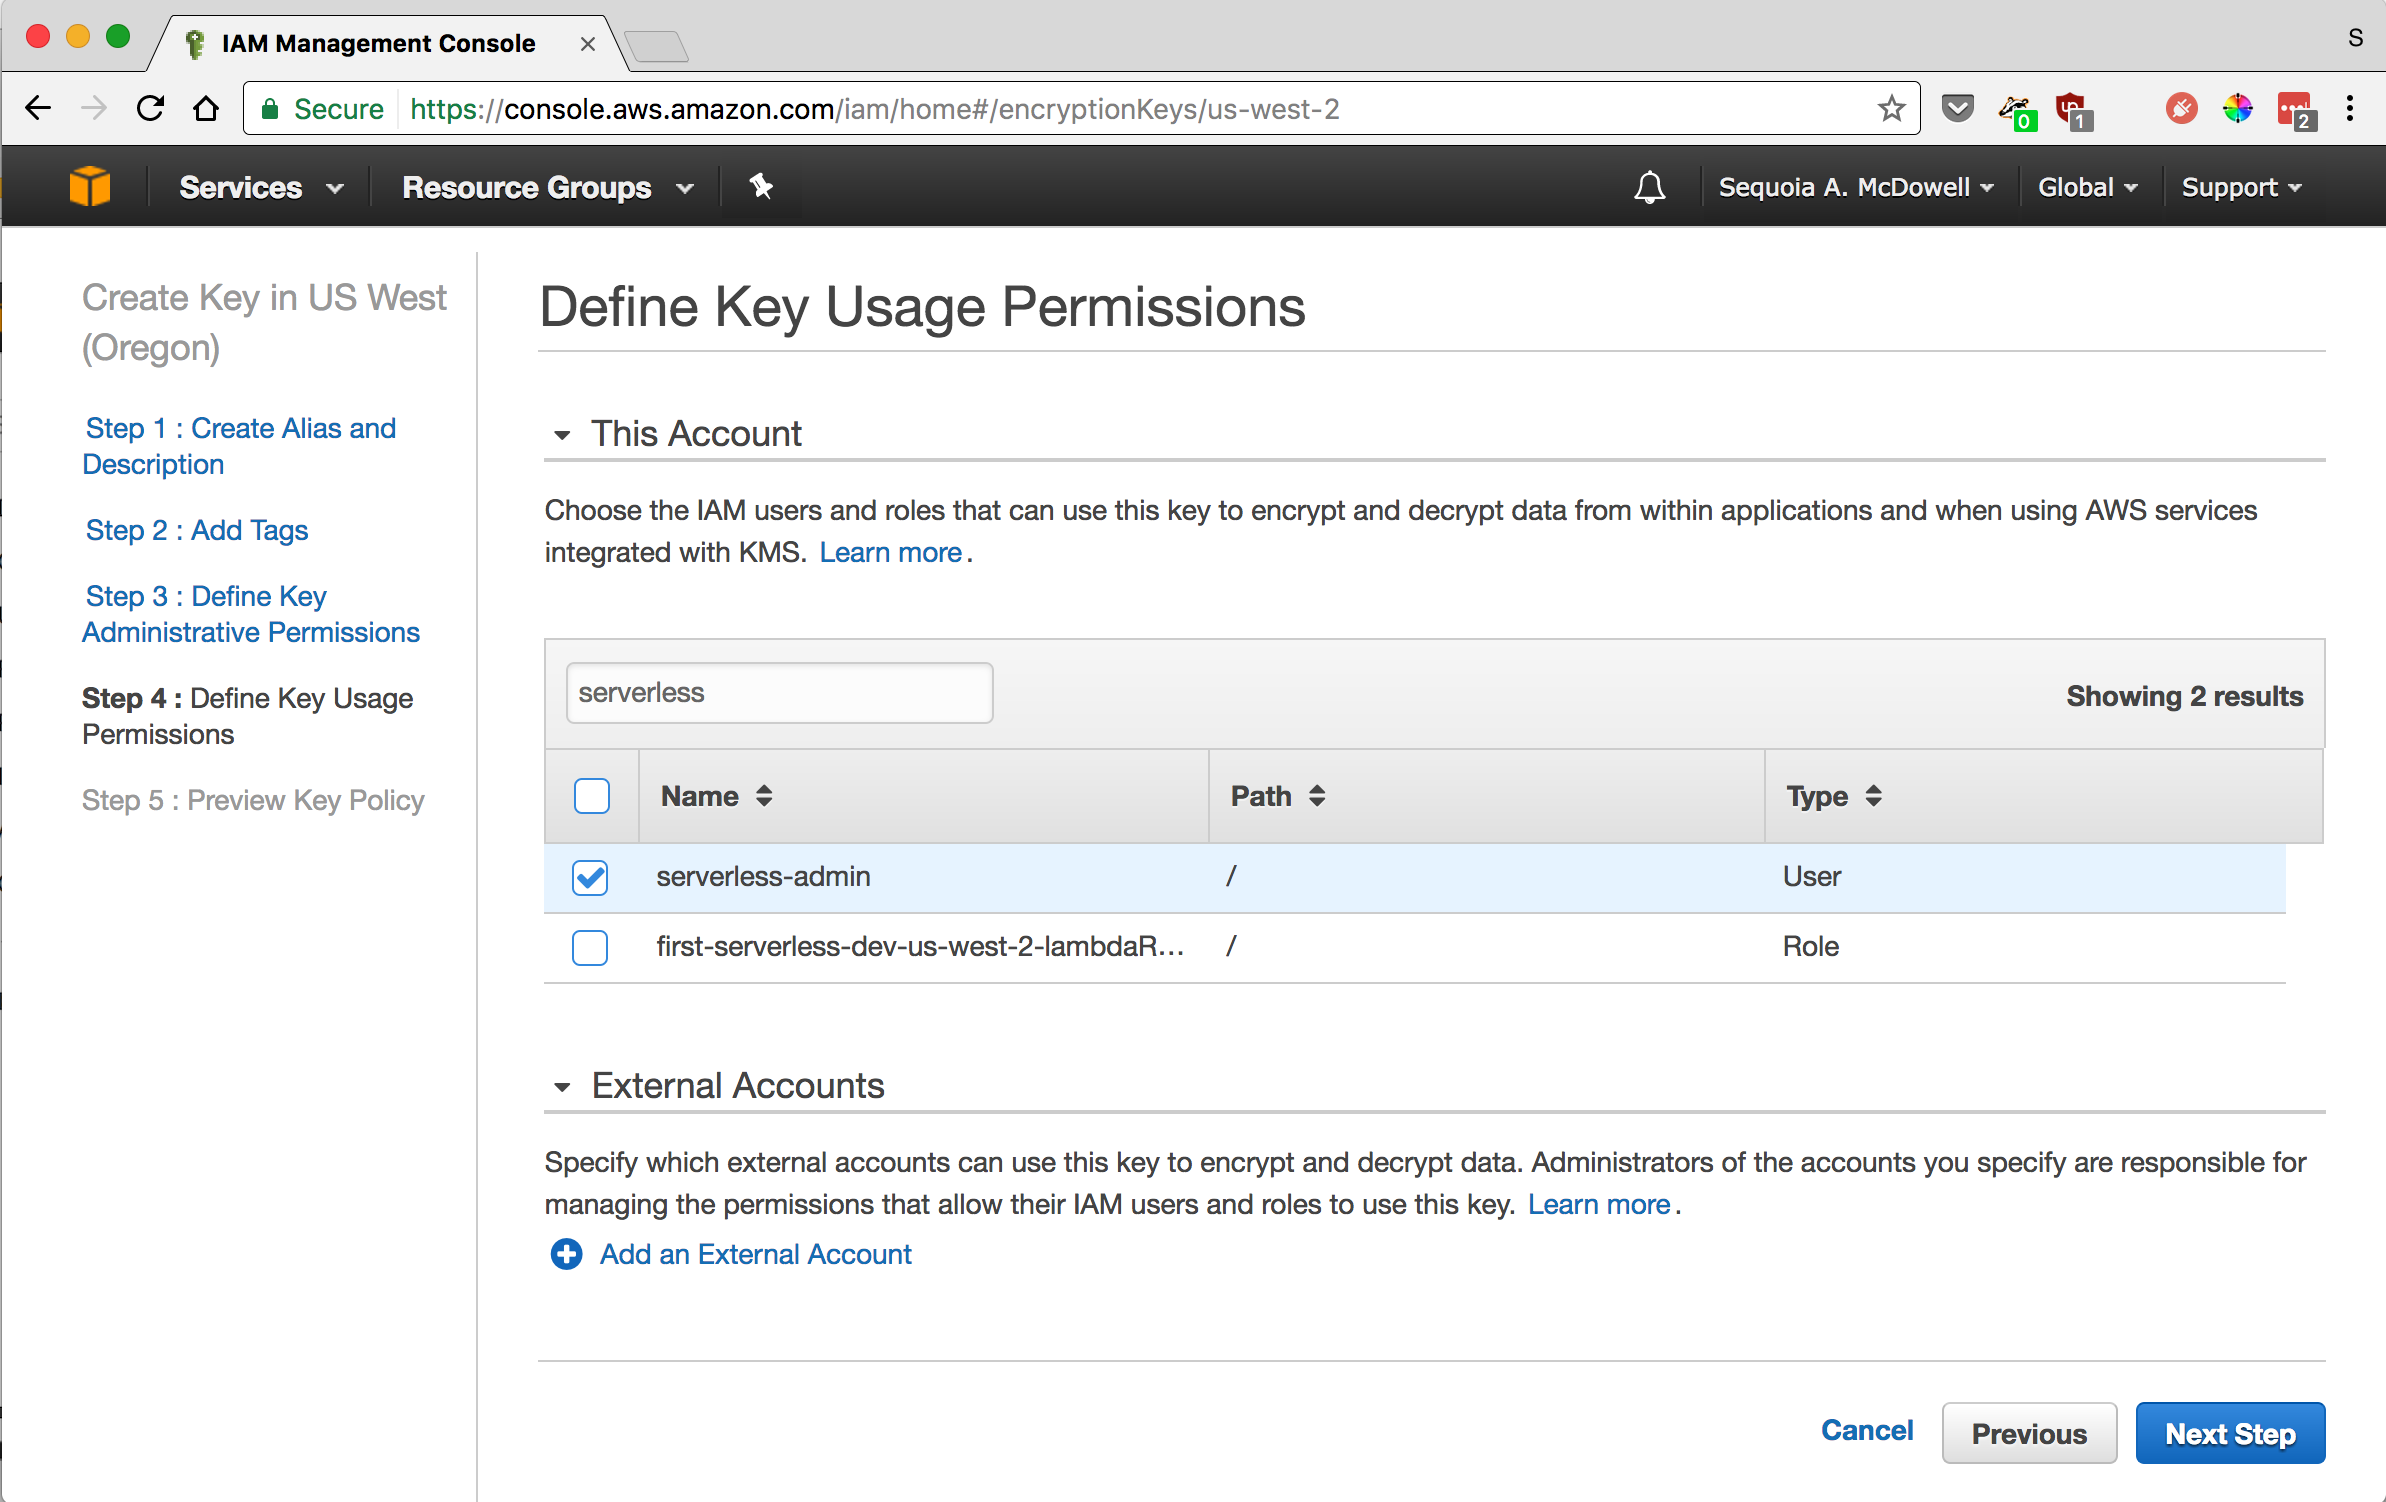 IAM Management Console
S
Secure https://console.aws.amazon.com/iam/home#/encryptionKeys/us-west-2
0
1
2
Services
Resource Groups
Sequoia A. McDowell
Global
Support
Create Key in US West
(Oregon)
Step 1 : Create Alias and
Description
Step 2 : Add Tags
Step 3 : Define Key
Administrative Permissions
Step 4 : Define Key Usage
Permissions
Step 5 : Preview Key Policy
Define Key Usage Permissions
This Account
Choose the IAM users and roles that can use this key to encrypt and decrypt data from within applications and when using AWS services
integrated with KMS. Learn more.
serverless
Showing 2 results
Name Path Type
serverless-admin / User
first-serverless-dev-us-west-2-lambdaR... / Role
External Accounts
Specify which external accounts can use this key to encrypt and decrypt data. Administrators of the accounts you specify are responsible for
managing the permissions that allow their IAM users and roles to use this key. Learn more.
Add an External Account
Cancel
Previous
Next Step